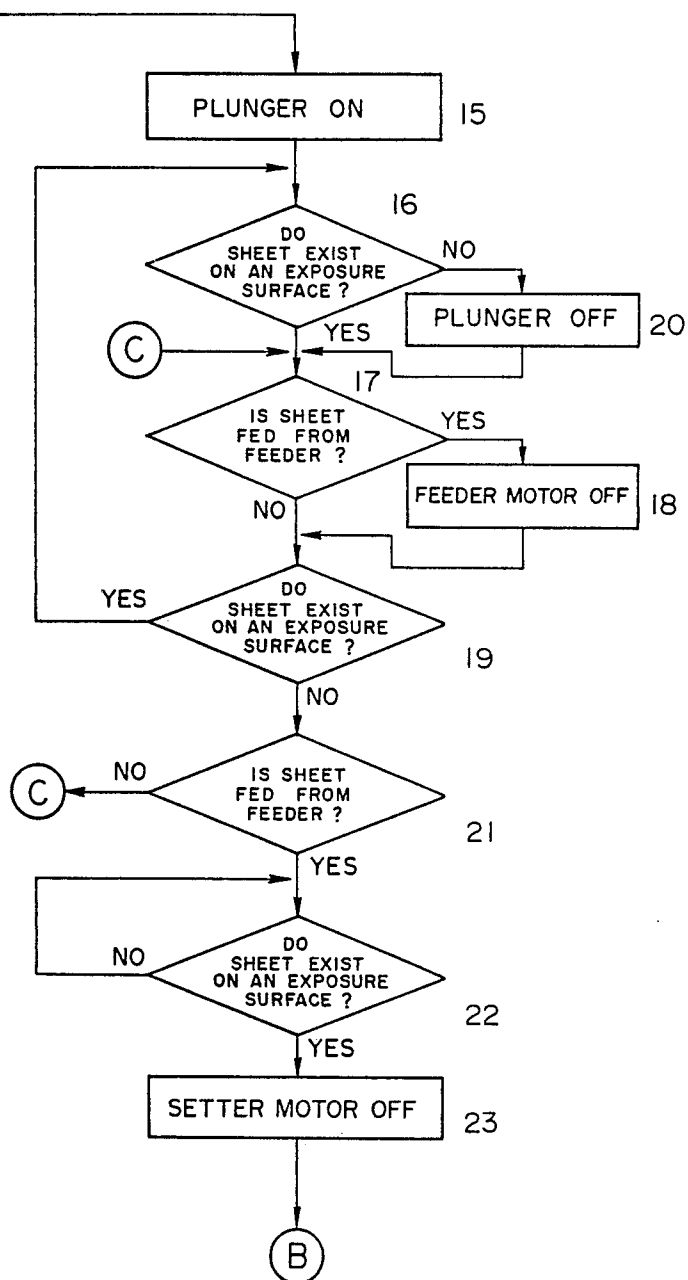 PLUNGER ON
15
16
DO
SHEET EXIST
ON AN EXPOSURE
SURFACE ?
NO
PLUNGER OFF
20
YES
C
17
IS SHEET
FED FROM
FEEDER ?
YES
FEEDER MOTOR OFF
18
NO
YES
DO
SHEET EXIST
ON AN EXPOSURE
SURFACE ?
19
NO
C
NO
IS SHEET
FED FROM
FEEDER ?
21
YES
NO
DO
SHEET EXIST
ON AN EXPOSURE
SURFACE ?
22
YES
SETTER MOTOR OFF
23
B